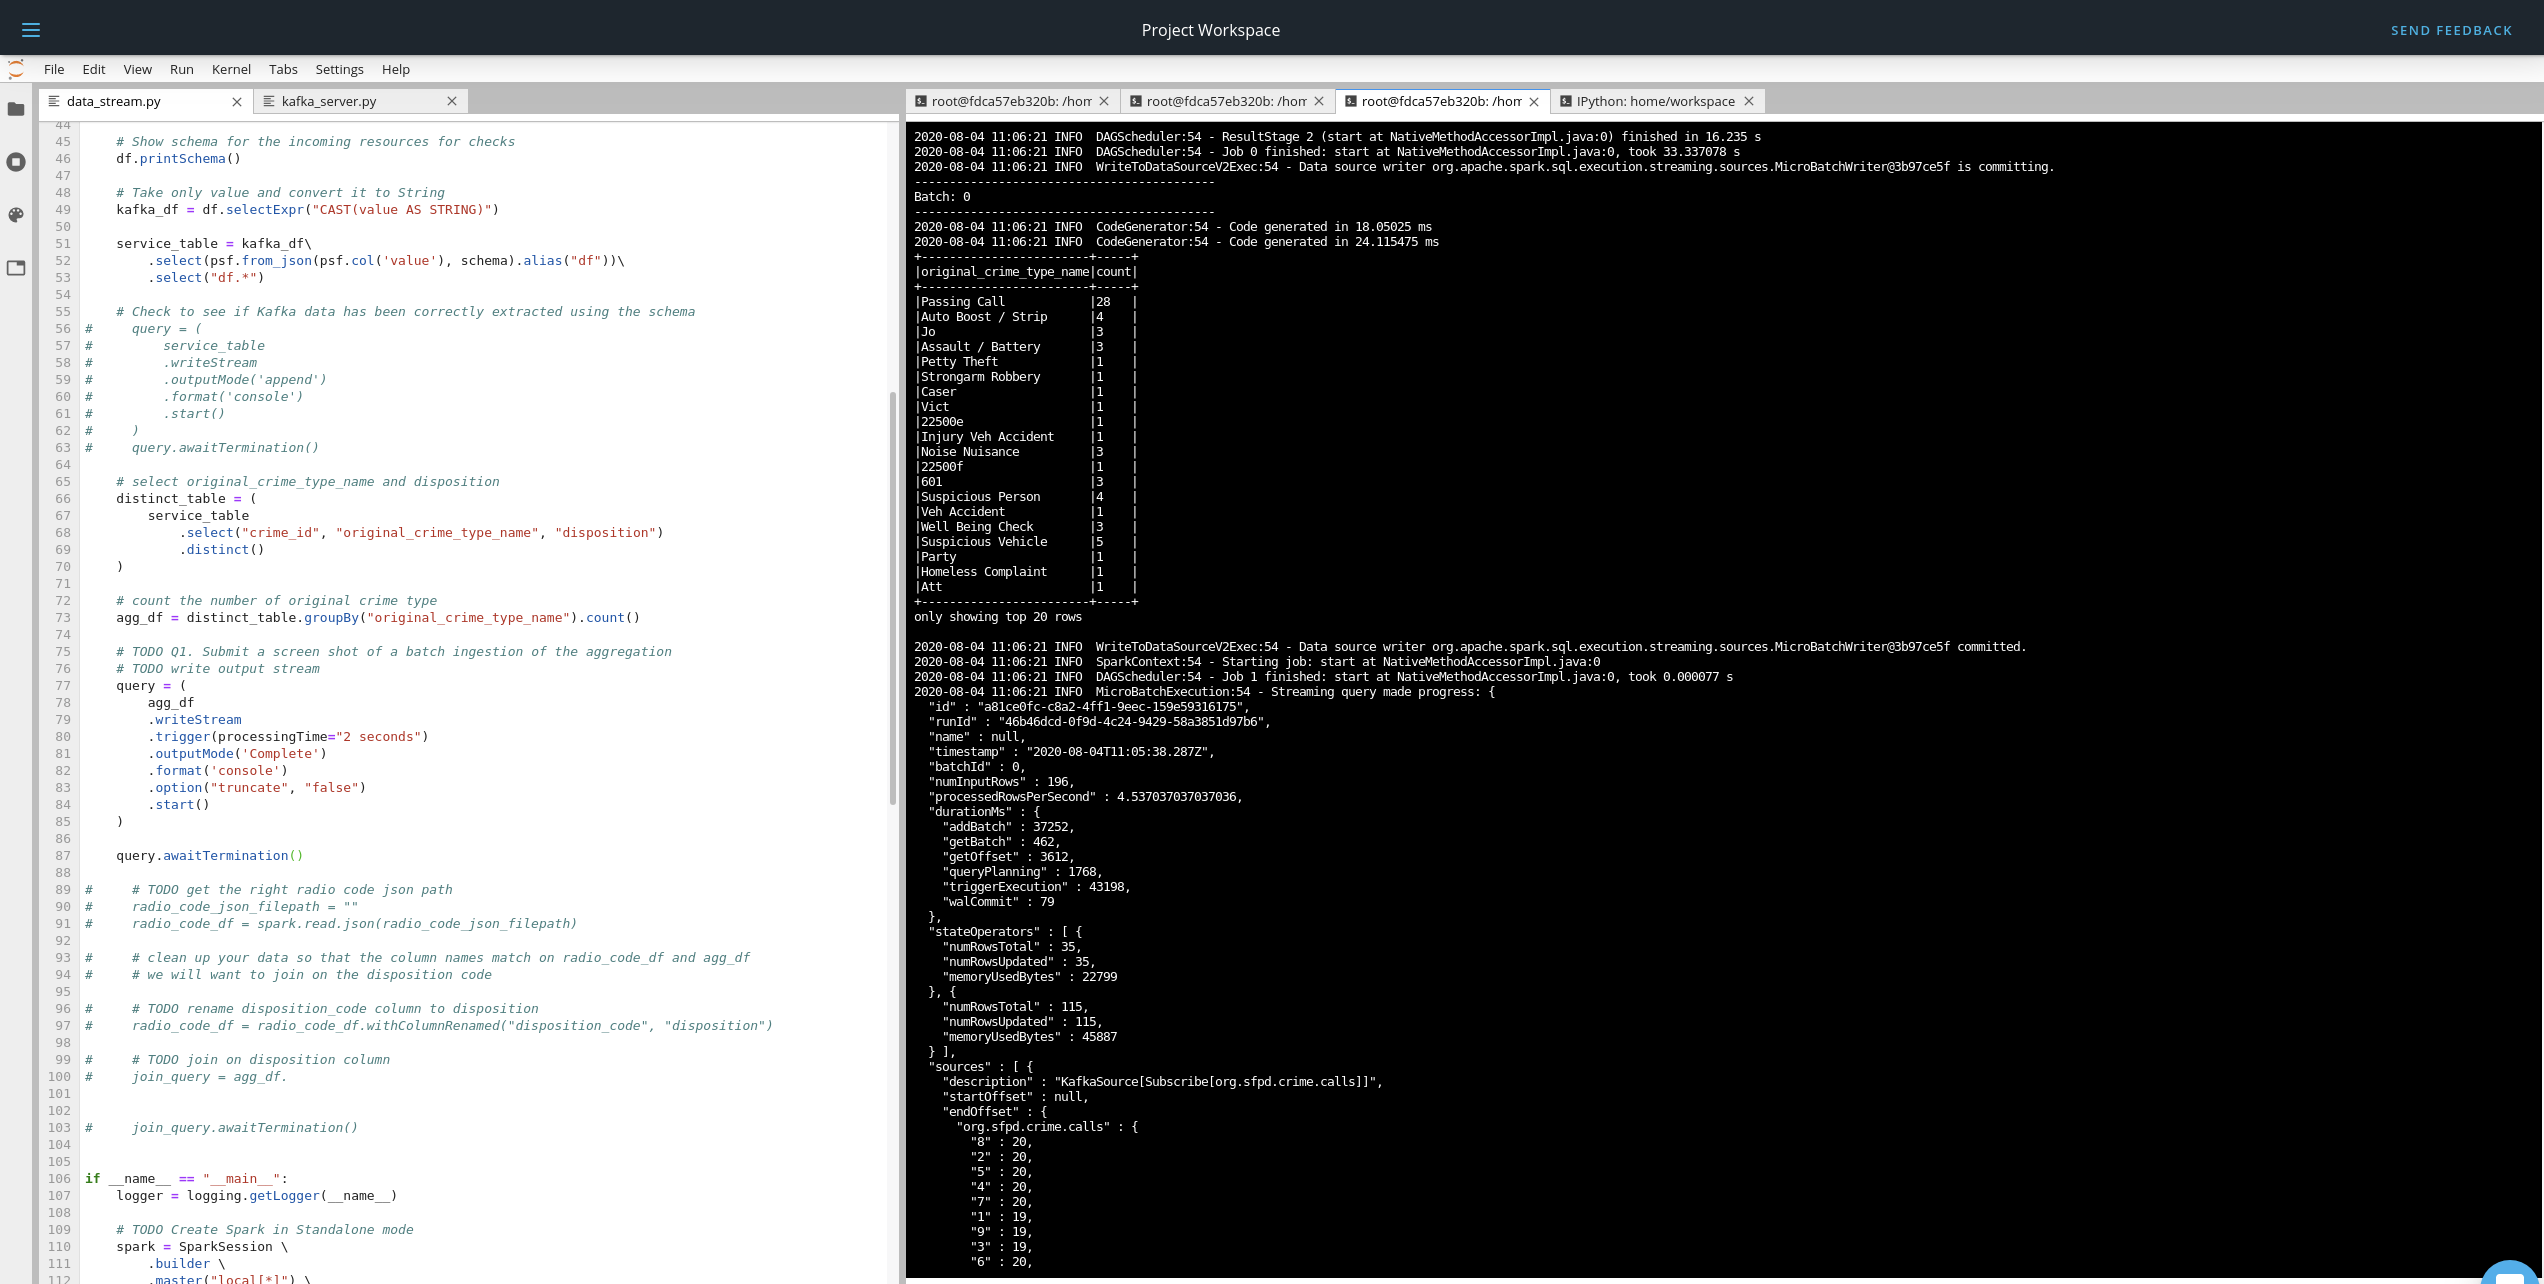 Project Workspace
SEND FEEDBACK
File Edit View Run Kernel Tabs Settings Help
data_stream.py
kafka_server.py
44
45     # Show schema for the incoming resources for checks
46     df.printSchema()
47
48     # Take only value and convert it to String
49     kafka_df = df.selectExpr("CAST(value AS STRING)")
50
51     service_table = kafka_df\
52         .select(psf.from_json(psf.col('value'), schema).alias("df"))\
53         .select("df.*")
54
55     # Check to see if Kafka data has been correctly extracted using the schema
56 #     query = (
57 #         service_table
58 #         .writeStream
59 #         .outputMode('append')
60 #         .format('console')
61 #         .start()
62 #     )
63 #     query.awaitTermination()
64
65     # select original_crime_type_name and disposition
66     distinct_table = (
67         service_table
68             .select("crime_id", "original_crime_type_name", "disposition")
69             .distinct()
70     )
71
72     # count the number of original crime type
73     agg_df = distinct_table.groupBy("original_crime_type_name").count()
74
75     # TODO Q1. Submit a screen shot of a batch ingestion of the aggregation
76     # TODO write output stream
77     query = (
78         agg_df
79         .writeStream
80         .trigger(processingTime="2 seconds")
81         .outputMode('Complete')
82         .format('console')
83         .option("truncate", "false")
84         .start()
85     )
86
87     query.awaitTermination()
88
89 #     # TODO get the right radio code json path
90 #     radio_code_json_filepath = ""
91 #     radio_code_df = spark.read.json(radio_code_json_filepath)
92
93 #     # clean up your data so that the column names match on radio_code_df and agg_df
94 #     # we will want to join on the disposition code
95
96 #     # TODO rename disposition_code column to disposition
97 #     radio_code_df = radio_code_df.withColumnRenamed("disposition_code", "disposition")
98
99 #     # TODO join on disposition column
100 #     join_query = agg_df.
101
102
103 #     join_query.awaitTermination()
104
105
106 if __name__ == "__main__":
107     logger = logging.getLogger(__name__)
108
109     # TODO Create Spark in Standalone mode
110     spark = SparkSession \
111         .builder \
112         .master("local[*]") \
root@fdca57eb320b: /hom
root@fdca57eb320b: /hom
root@fdca57eb320b: /hom
IPython: home/workspace
2020-08-04 11:06:21 INFO  DAGScheduler:54 - ResultStage 2 (start at NativeMethodAccessorImpl.java:0) finished in 16.235 s
2020-08-04 11:06:21 INFO  DAGScheduler:54 - Job 0 finished: start at NativeMethodAccessorImpl.java:0, took 33.337078 s
2020-08-04 11:06:21 INFO  WriteToDataSourceV2Exec:54 - Data source writer org.apache.spark.sql.execution.streaming.sources.MicroBatchWriter@3b97ce5f is committing.
-------------------------------------------
Batch: 0
-------------------------------------------
2020-08-04 11:06:21 INFO  CodeGenerator:54 - Code generated in 18.05025 ms
2020-08-04 11:06:21 INFO  CodeGenerator:54 - Code generated in 24.115475 ms
+------------------------+-----+
|original_crime_type_name|count|
+------------------------+-----+
|Passing Call            |28   |
|Auto Boost / Strip      |4    |
|Jo                      |3    |
|Assault / Battery       |3    |
|Petty Theft             |1    |
|Strongarm Robbery       |1    |
|Caser                   |1    |
|Vict                    |1    |
|22500e                  |1    |
|Injury Veh Accident     |1    |
|Noise Nuisance          |3    |
|22500f                  |1    |
|601                     |3    |
|Suspicious Person       |4    |
|Veh Accident            |1    |
|Well Being Check        |3    |
|Suspicious Vehicle      |5    |
|Party                   |1    |
|Homeless Complaint      |1    |
|Att                     |1    |
+------------------------+-----+
only showing top 20 rows
2020-08-04 11:06:21 INFO  WriteToDataSourceV2Exec:54 - Data source writer org.apache.spark.sql.execution.streaming.sources.MicroBatchWriter@3b97ce5f committed.
2020-08-04 11:06:21 INFO  SparkContext:54 - Starting job: start at NativeMethodAccessorImpl.java:0
2020-08-04 11:06:21 INFO  DAGScheduler:54 - Job 1 finished: start at NativeMethodAccessorImpl.java:0, took 0.000077 s
2020-08-04 11:06:21 INFO  MicroBatchExecution:54 - Streaming query made progress: {
  "id" : "a81ce0fc-c8a2-4ff1-9eec-159e59316175",
  "runId" : "46b46dcd-0f9d-4c24-9429-58a3851d97b6",
  "name" : null,
  "timestamp" : "2020-08-04T11:05:38.287Z",
  "batchId" : 0,
  "numInputRows" : 196,
  "processedRowsPerSecond" : 4.537037037037036,
  "durationMs" : {
    "addBatch" : 37252,
    "getBatch" : 462,
    "getOffset" : 3612,
    "queryPlanning" : 1768,
    "triggerExecution" : 43198,
    "walCommit" : 79
  },
  "stateOperators" : [ {
    "numRowsTotal" : 35,
    "numRowsUpdated" : 35,
    "memoryUsedBytes" : 22799
  }, {
    "numRowsTotal" : 115,
    "numRowsUpdated" : 115,
    "memoryUsedBytes" : 45887
  } ],
  "sources" : [ {
    "description" : "KafkaSource[Subscribe[org.sfpd.crime.calls]]",
    "startOffset" : null,
    "endOffset" : {
      "org.sfpd.crime.calls" : {
        "8" : 20,
        "2" : 20,
        "5" : 20,
        "4" : 20,
        "7" : 20,
        "1" : 19,
        "9" : 19,
        "3" : 19,
        "6" : 20,